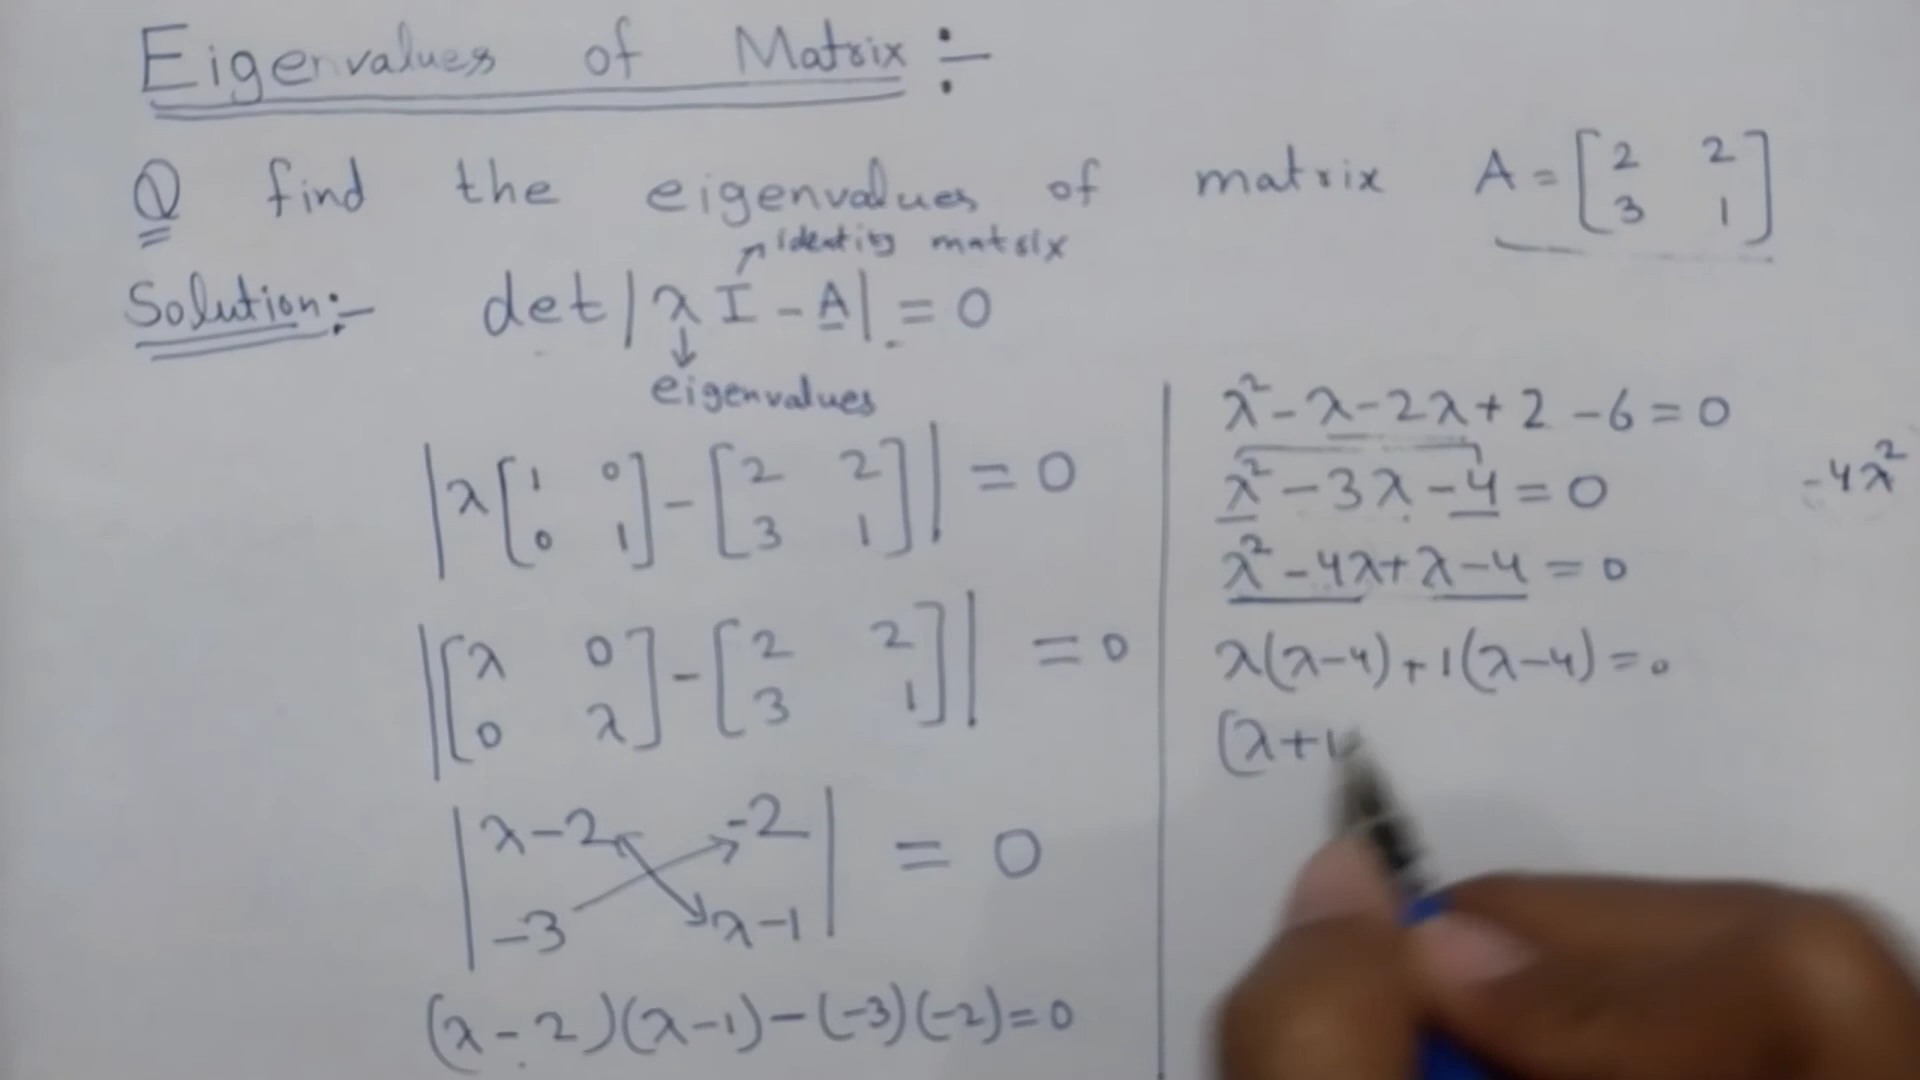 Eigenvalues of Matrix :-
Q find the eigenvalues of matrix A = [2 2; 3 1]
identity matrix
Solution:- det|λI - A| = 0
eigenvalues
|λ[1 0; 0 1] - [2 2; 3 1]| = 0
|[λ 0; 0 λ] - [2 2; 3 1]| = 0
|λ-2 -2; -3 λ-1| = 0
(λ-2)(λ-1)-(-3)(-2)=0
λ²-λ-2λ+2-6=0
λ²-3λ-4=0
-4λ²
λ²-4λ+λ-4=0
λ(λ-4)+1(λ-4)=0
(λ+1